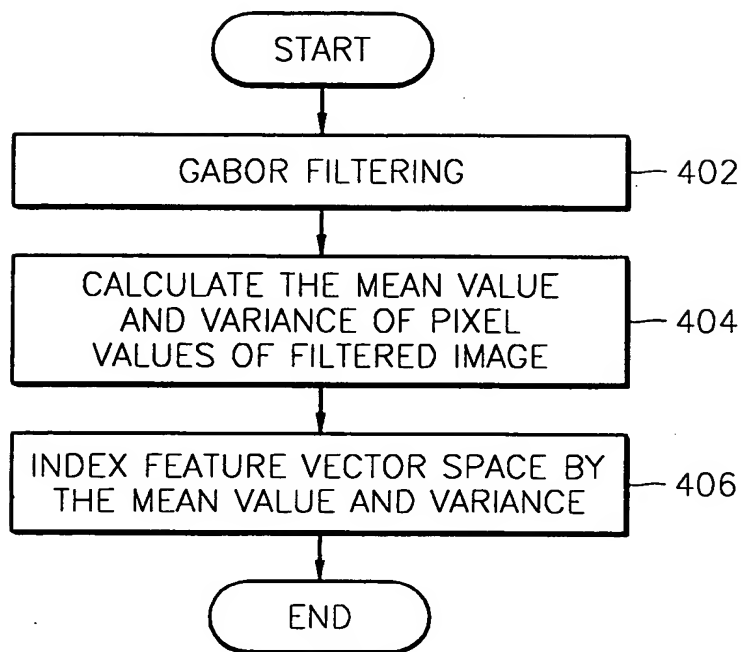 START
GABOR FILTERING
402
CALCULATE THE MEAN VALUE
AND VARIANCE OF PIXEL
VALUES OF FILTERED IMAGE
404
INDEX FEATURE VECTOR SPACE BY
THE MEAN VALUE AND VARIANCE
406
END